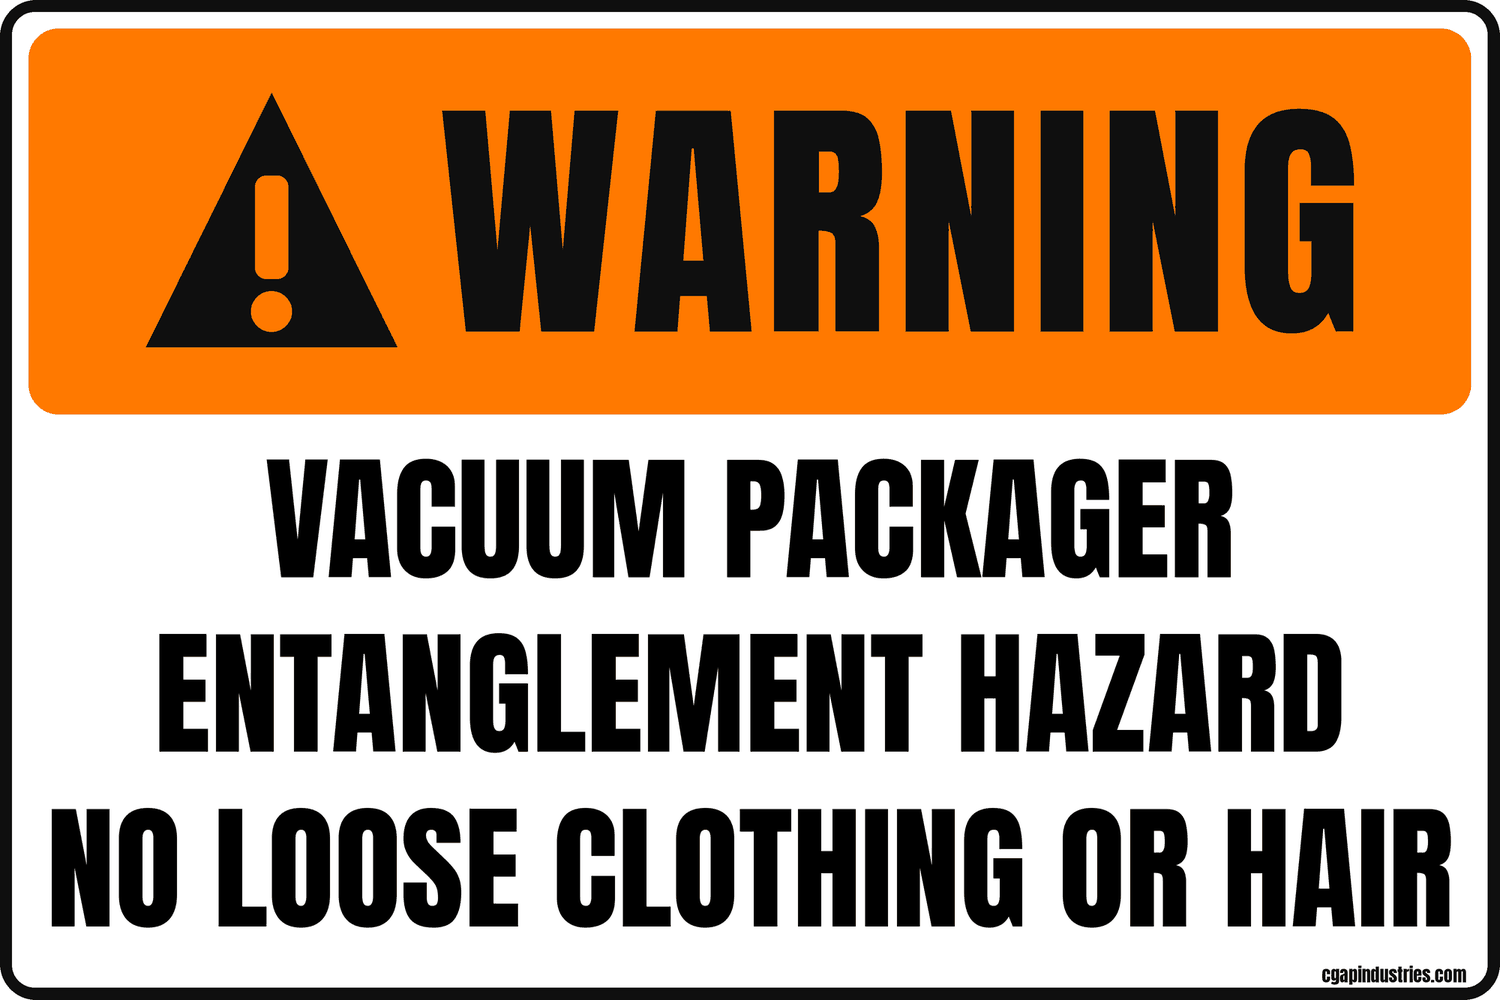 WARNING
VACUUM PACKAGER
ENTANGLEMENT HAZARD
NO LOOSE CLOTHING OR HAIR
cgapindustries.com